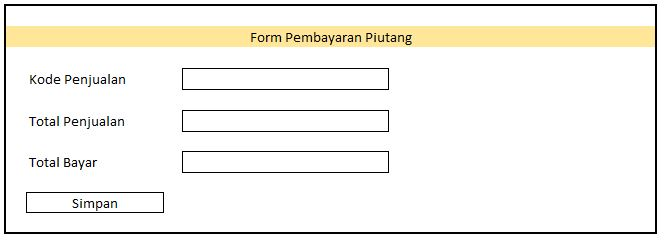 Form Pembayaran Piutang
Kode Penjualan
Total Penjualan
Total Bayar
Simpan